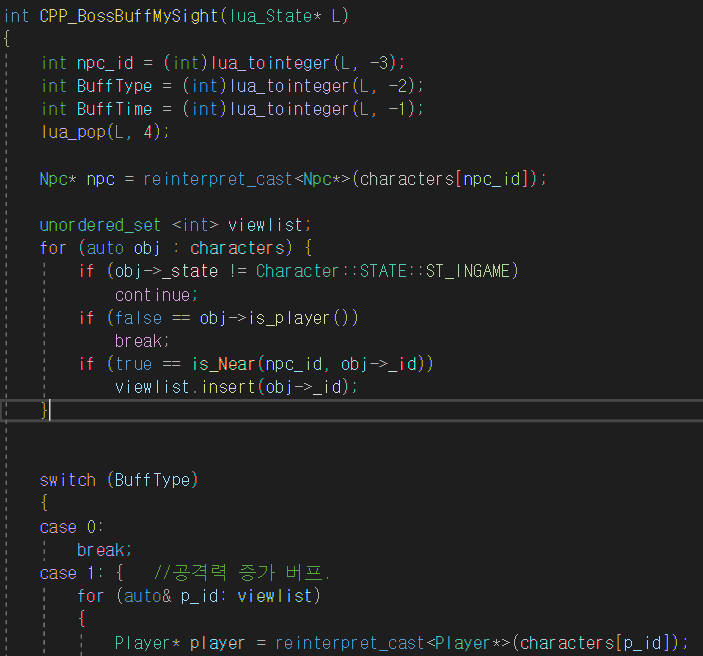 int CPP_BossBuffMySight(lua_State* L)
{
int npc_id = (int)lua_tointeger(L, -3);
int BuffType = (int)lua_tointeger(L, -2);
int BuffTime = (int)lua_tointeger(L, -1);
lua_pop(L, 4);
Npc* npc = reinterpret_cast<Npc*>(characters[npc_id]);
unordered_set <int> viewlist;
for (auto obj : characters) {
if (obj->_state != Character::STATE::ST_INGAME)
continue;
if (false == obj->is_player())
break;
if (true == is_Near(npc_id, obj->_id))
viewlist.insert(obj->_id);
}
switch (BuffType)
{
case 0:
break;
case 1: { //공격력 증가 버프.
for (auto& p_id: viewlist)
{
Player* player = reinterpret_cast<Player*>(characters[p_id]);